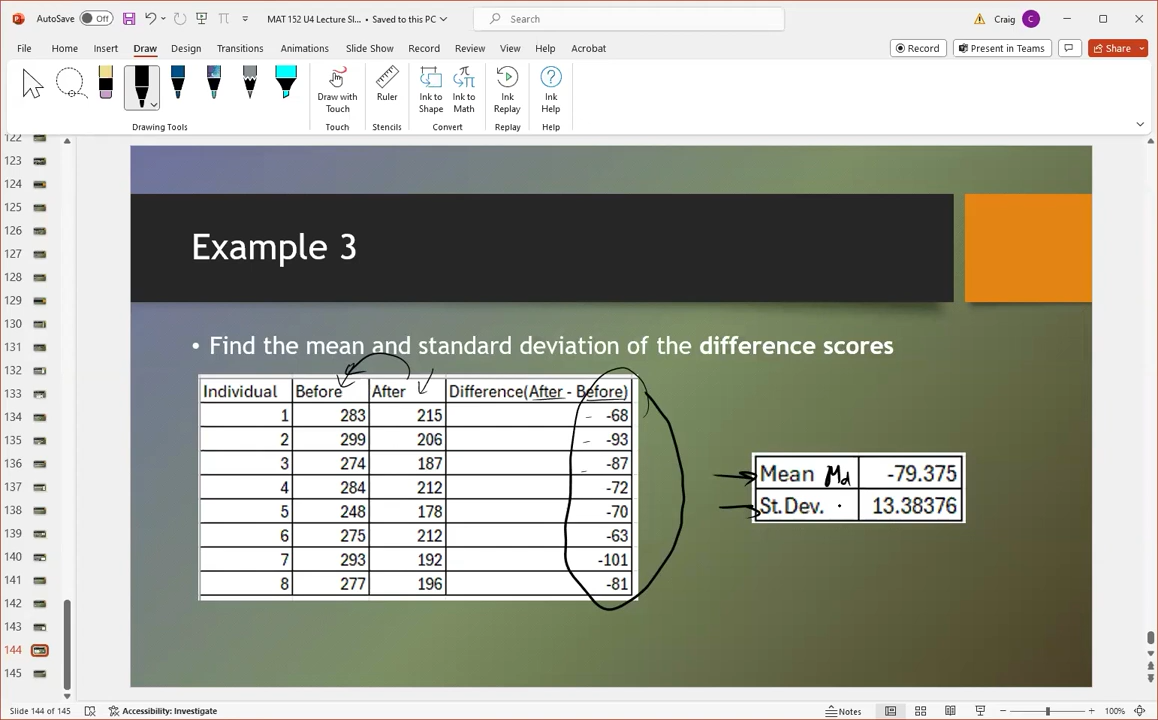 AutoSave Off MAT 152 U4 Lecture Sl... • Saved to this PC Search Craig C
File Home Insert Draw Design Transitions Animations Slide Show Record Review View Help Acrobat Record Present in Teams Share
Draw with Touch
Ruler
Ink to Shape
Ink to Math
Ink Replay
Ink Help
Drawing Tools Touch Stencils Convert Replay Help
122
123
124
125
126
127
128
129
130
131
132
133
134
135
136
137
138
139
140
141
142
143
144
145
Example 3
• Find the mean and standard deviation of the difference scores
Individual Before After Difference(After - Before)
1 283 215 -68
2 299 206 -93
3 274 187 -87
4 284 212 -72
5 248 178 -70
6 275 212 -63
7 293 192 -101
8 277 196 -81
Mean Md -79.375
St.Dev. 13.38376
Slide 144 of 145 Accessibility: Investigate Notes 100%